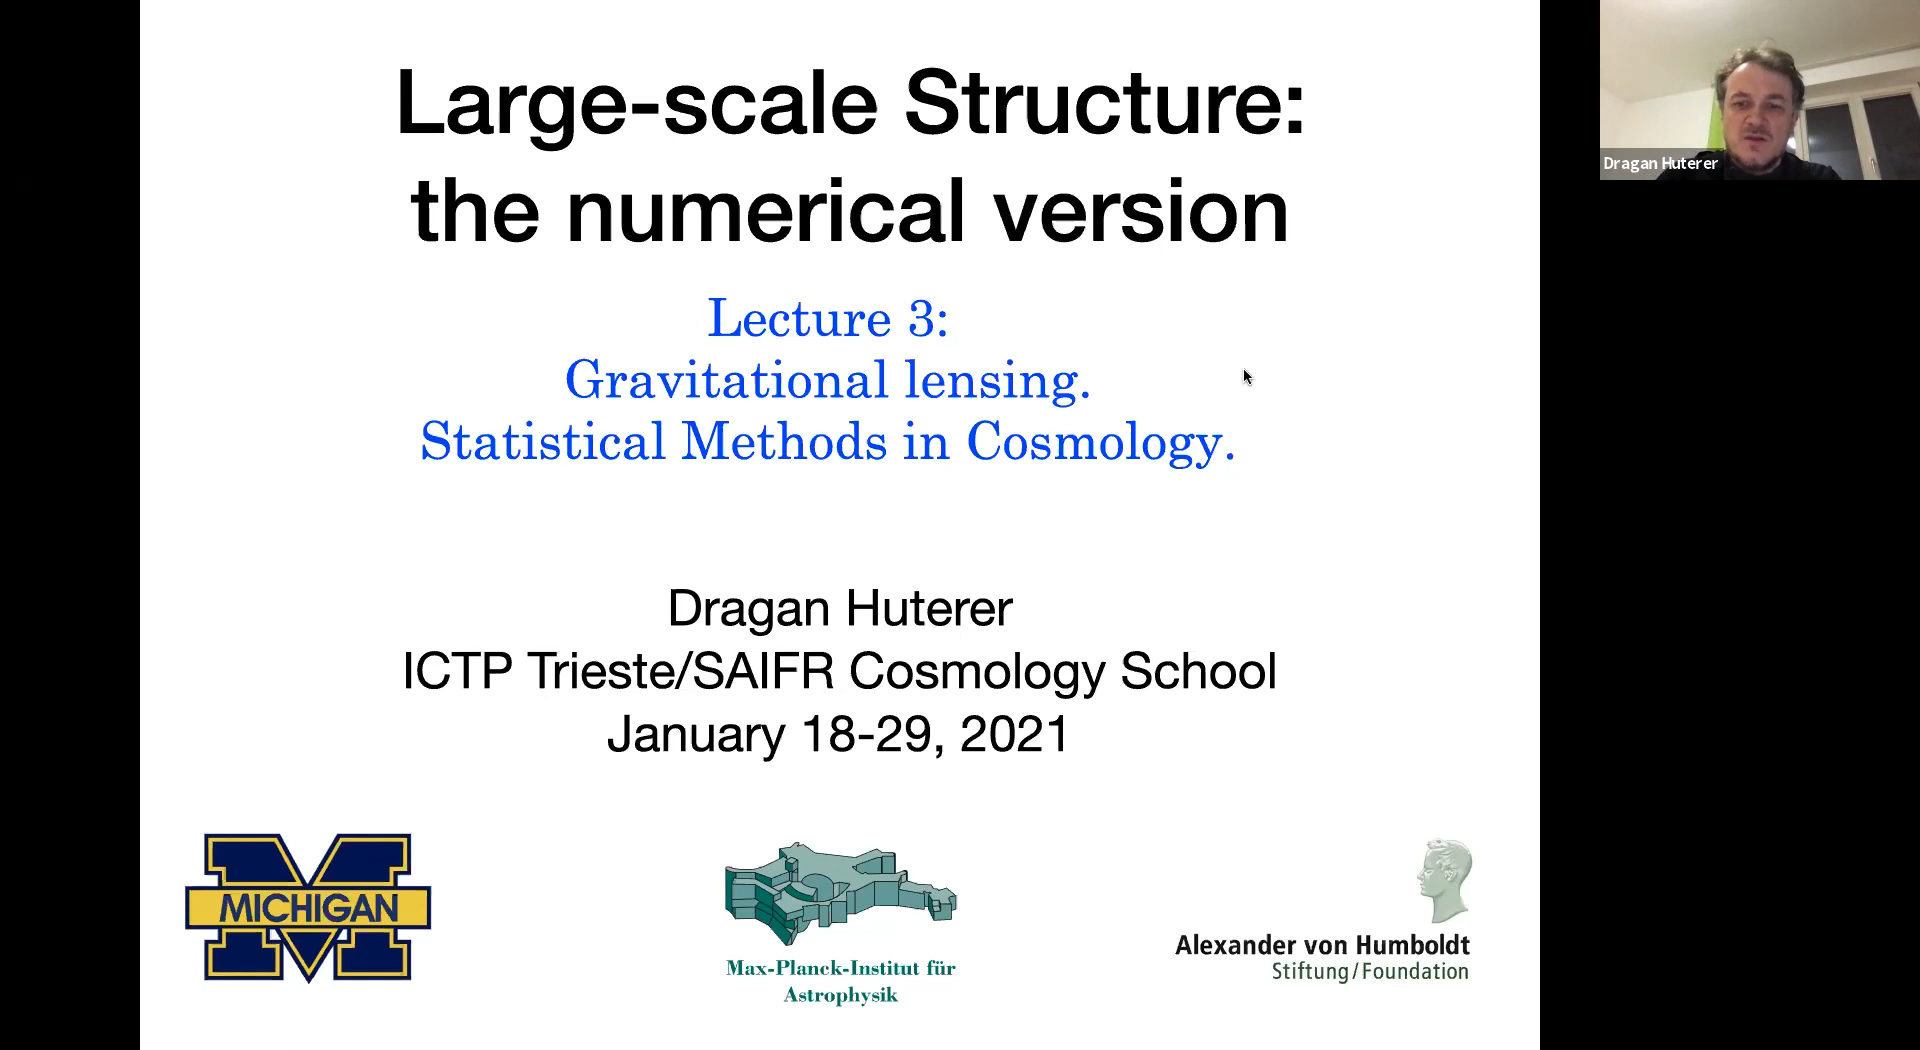 Large-scale Structure:
the numerical version
Lecture 3:
Gravitational lensing.
Statistical Methods in Cosmology.
Dragan Huterer
ICTP Trieste/SAIFR Cosmology School
January 18-29, 2021
MICHIGAN
Max-Planck-Institut für
Astrophysik
Alexander von Humboldt
Stiftung/Foundation
Dragan Huterer